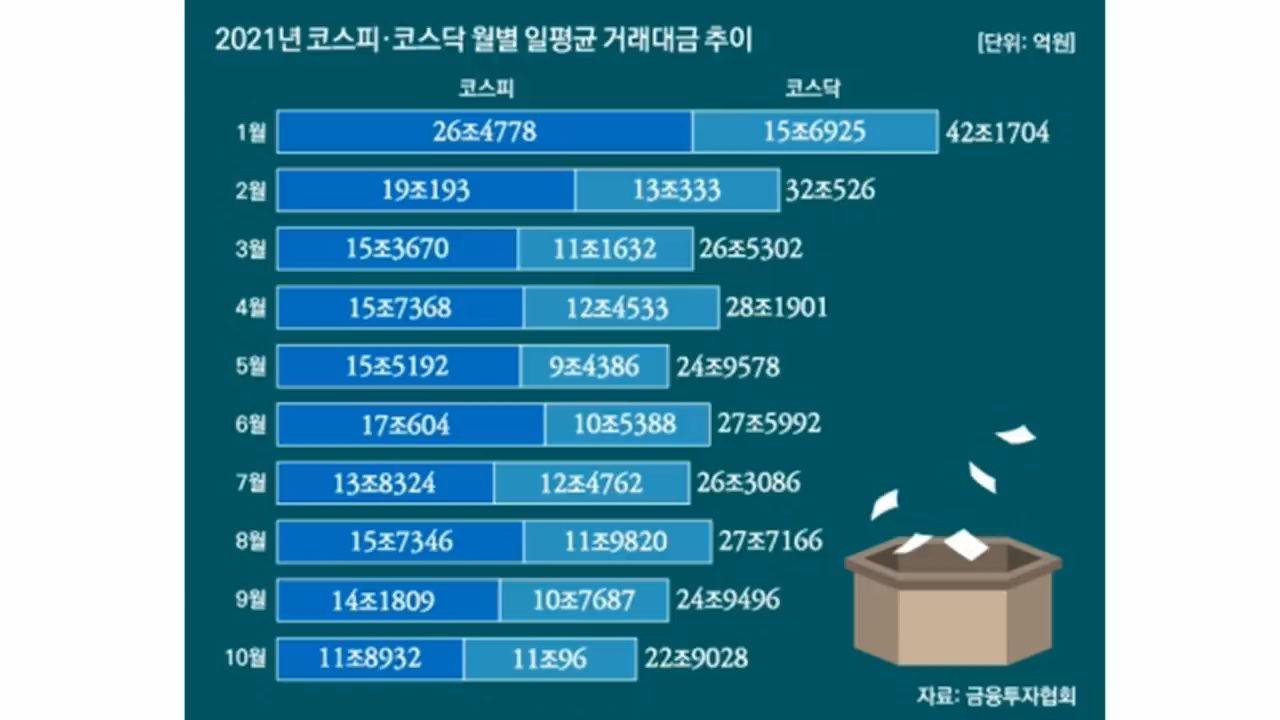 2021년 코스피·코스닥 월별 일평균 거래대금 추이 [단위: 억원]
코스피 코스닥
1월 26조4778 15조6925 42조1704
2월 19조193 13조333 32조526
3월 15조3670 11조1632 26조5302
4월 15조7368 12조4533 28조1901
5월 15조5192 9조4386 24조9578
6월 17조604 10조5388 27조5992
7월 13조8324 12조4762 26조3086
8월 15조7346 11조9820 27조7166
9월 14조1809 10조7687 24조9496
10월 11조8932 11조96 22조9028
자료: 금융투자협회